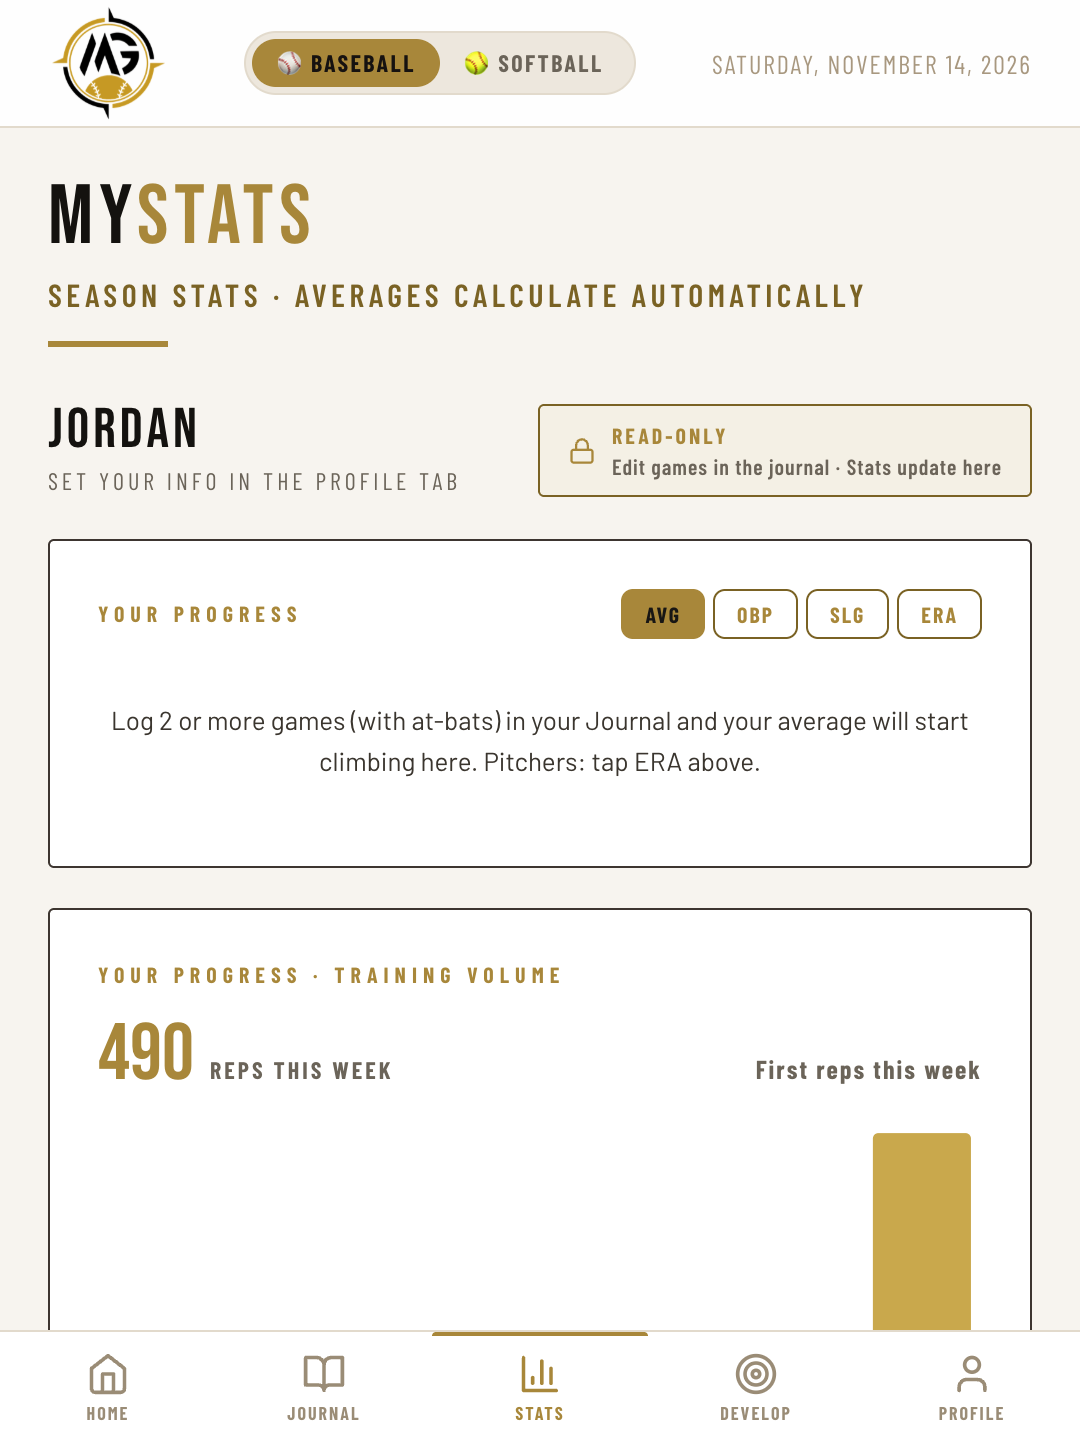 MG
BASEBALL
SOFTBALL
SATURDAY, NOVEMBER 14, 2026
MYSTATS
SEASON STATS · AVERAGES CALCULATE AUTOMATICALLY
JORDAN
SET YOUR INFO IN THE PROFILE TAB
READ-ONLY
Edit games in the journal · Stats update here
YOUR PROGRESS
AVG
OBP
SLG
ERA
Log 2 or more games (with at-bats) in your Journal and your average will start
climbing here. Pitchers: tap ERA above.
YOUR PROGRESS · TRAINING VOLUME
490 REPS THIS WEEK
First reps this week
HOME
JOURNAL
STATS
DEVELOP
PROFILE